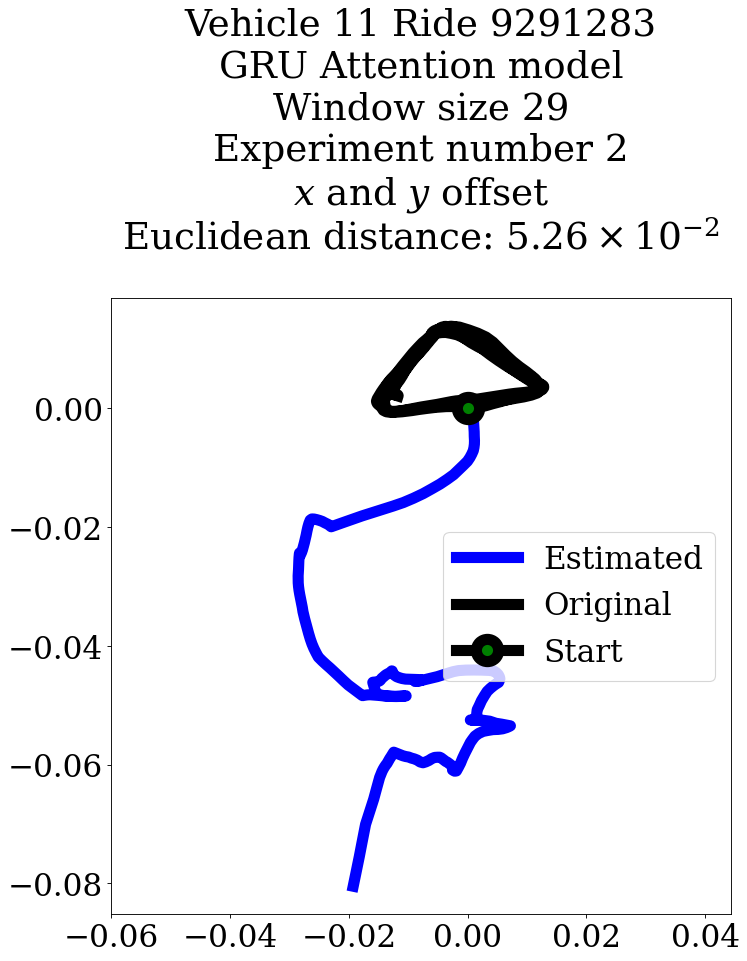 Vehicle 11 Ride 9291283
GRU Attention model
Window size 29
Experiment number 2
x and y offset
Euclidean distance: 5.26 × 10⁻²
0.00
−0.02
−0.04
−0.06
−0.08
Estimated
Original
Start
−0.06 −0.04 −0.02 0.00 0.02 0.04